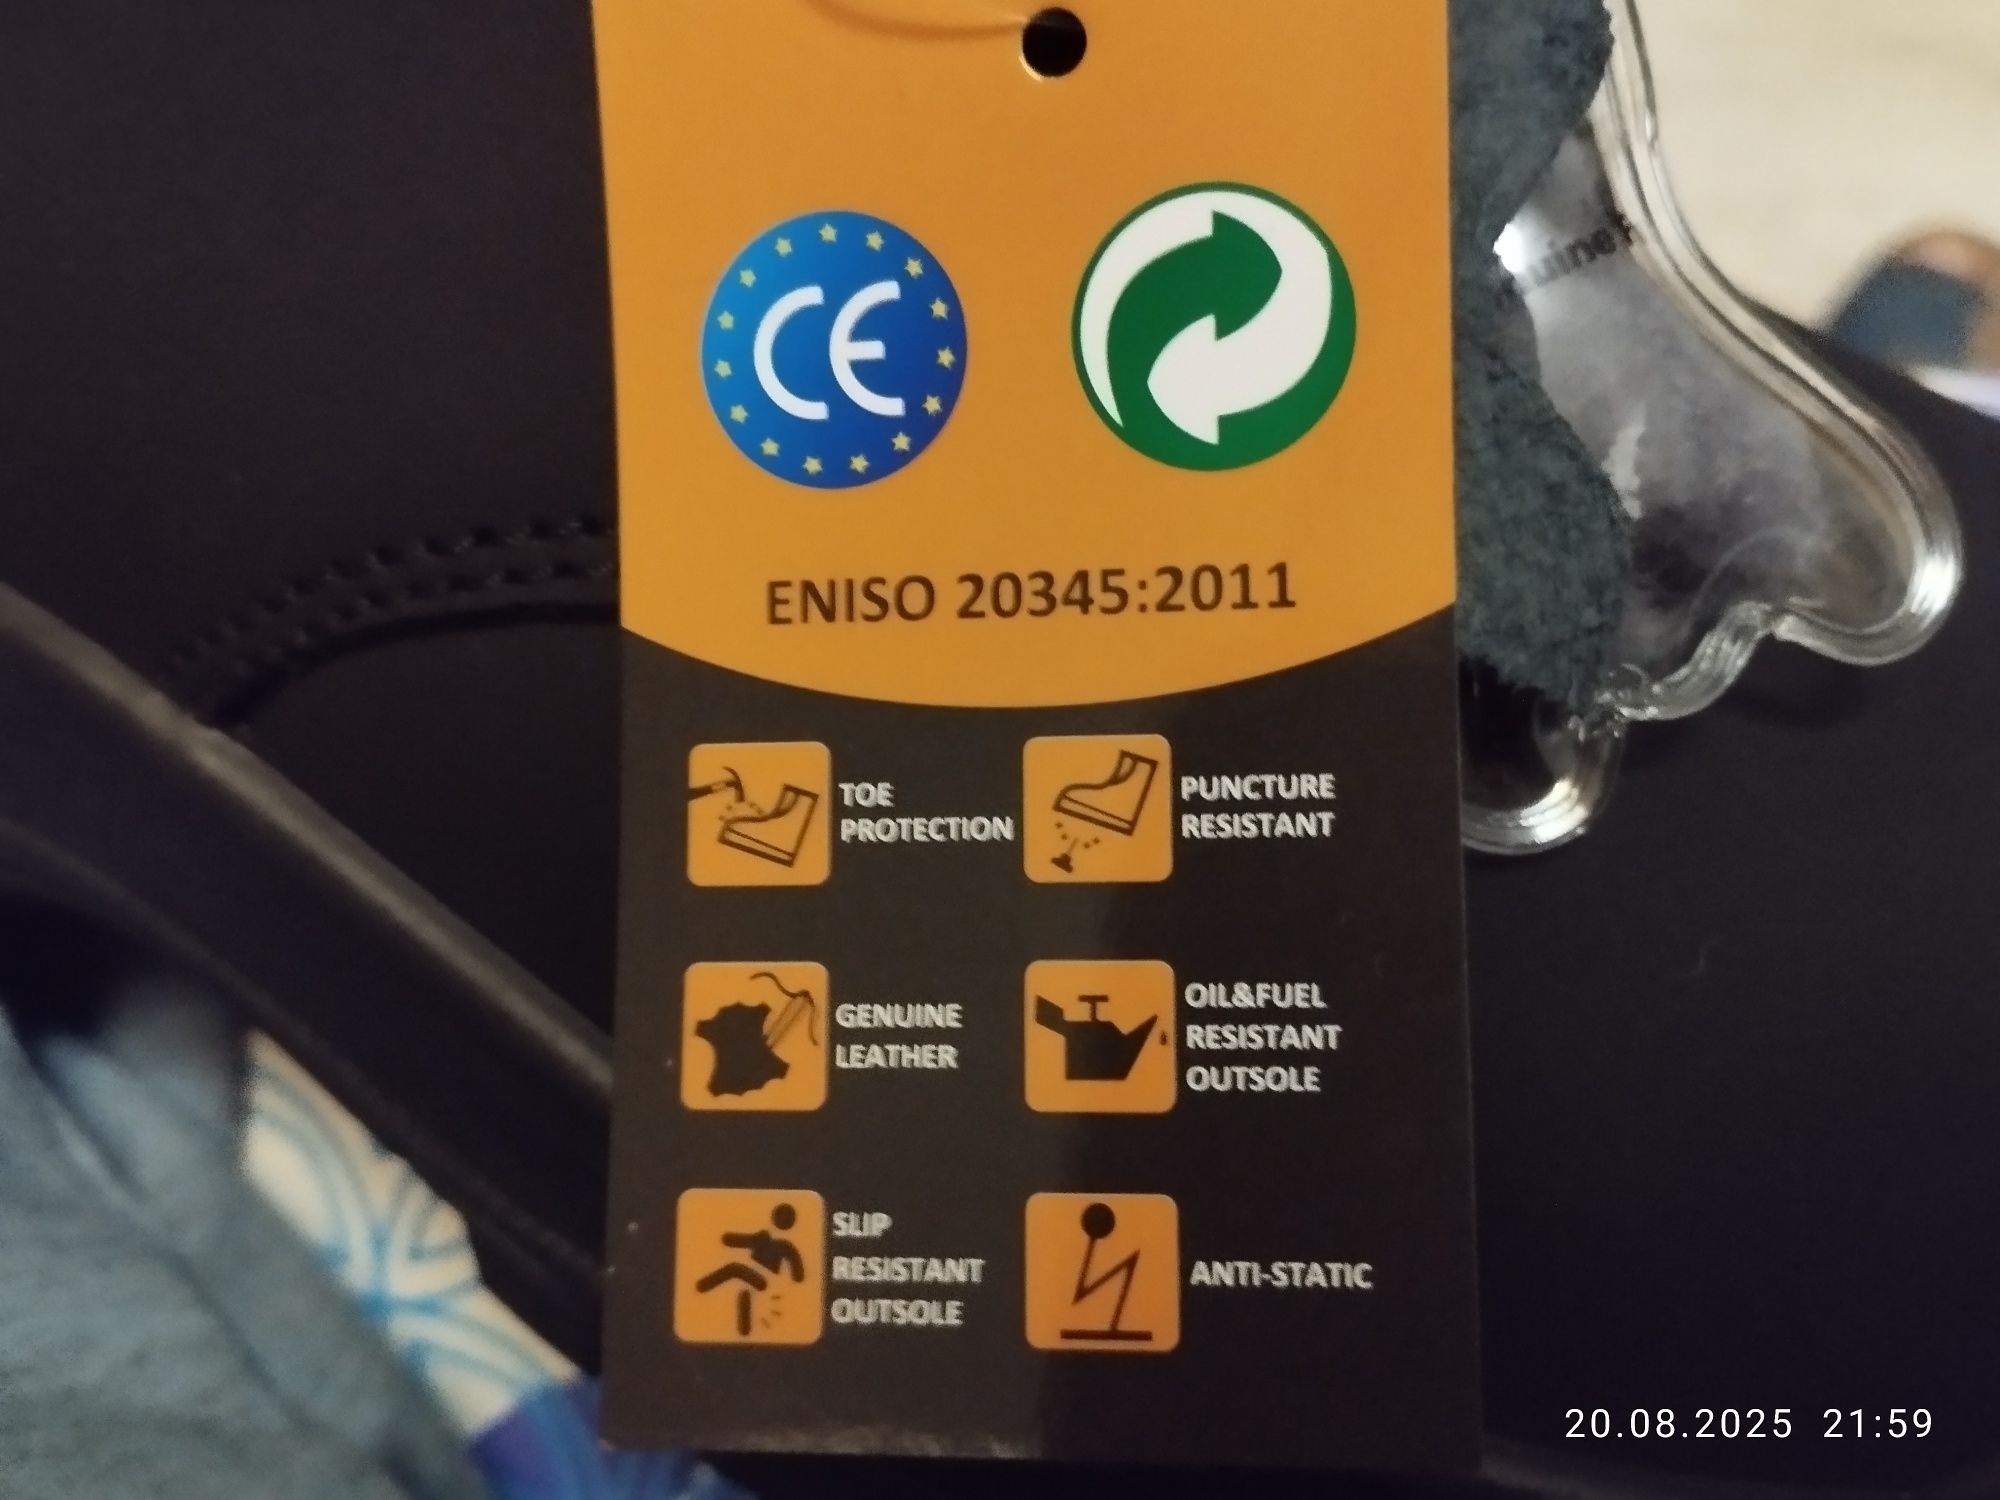 CE
ENISO 20345:2011
TOE
PROTECTION
PUNCTURE
RESISTANT
GENUINE
LEATHER
OIL&FUEL
RESISTANT
OUTSOLE
SLIP
RESISTANT
OUTSOLE
ANTI-STATIC
20.08.2025 21:59